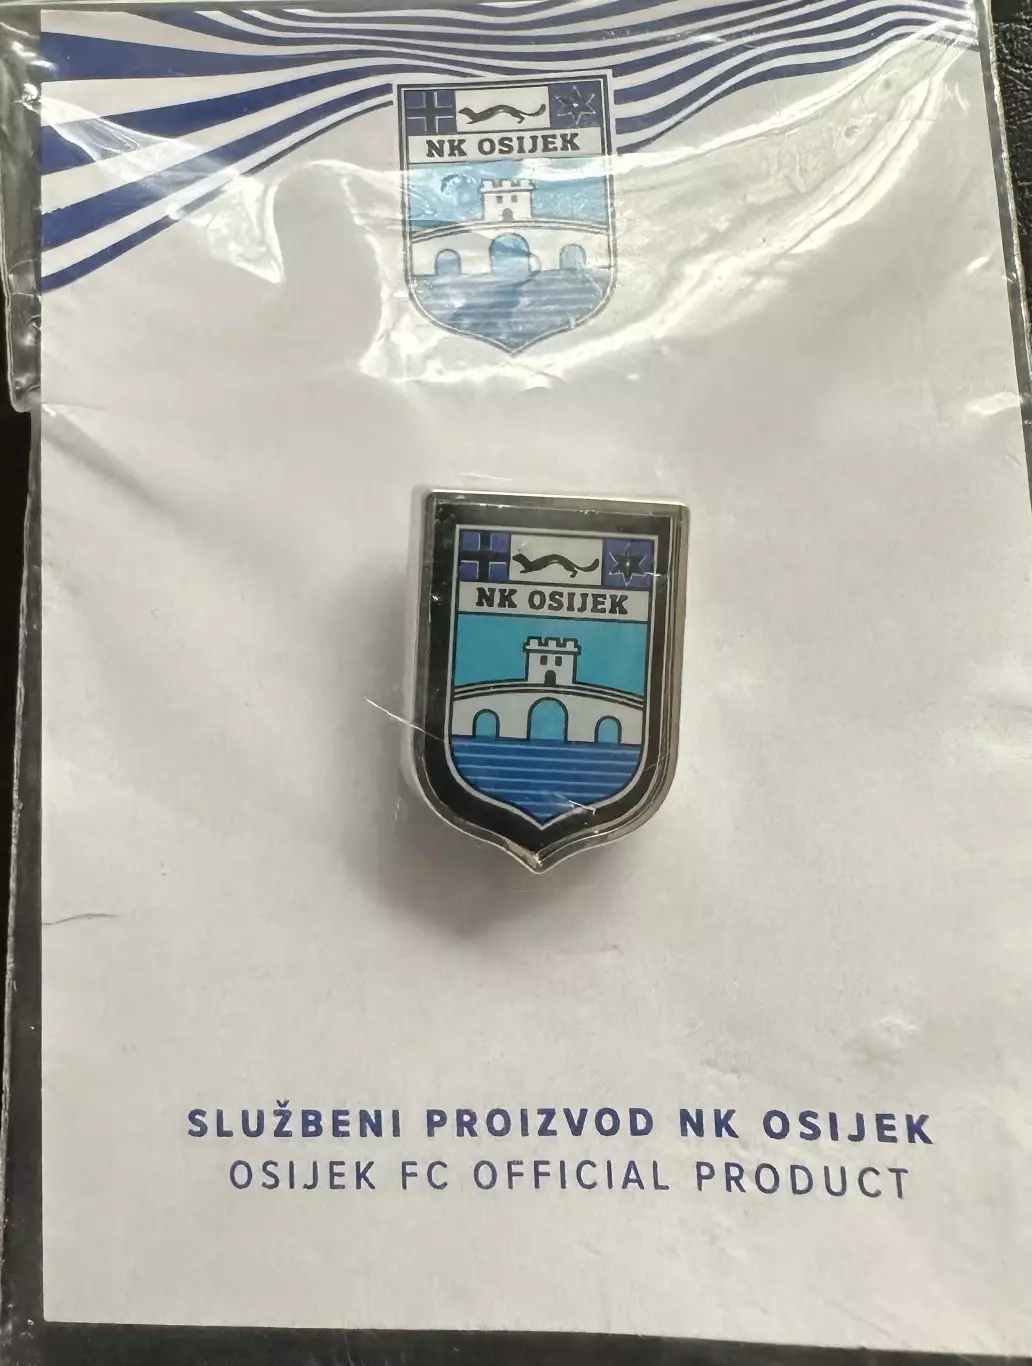 NK OSIJEK
NK OSIJEK
SLUŽBENI PROIZVOD NK OSIJEK
OSIJEK FC OFFICIAL PRODUCT